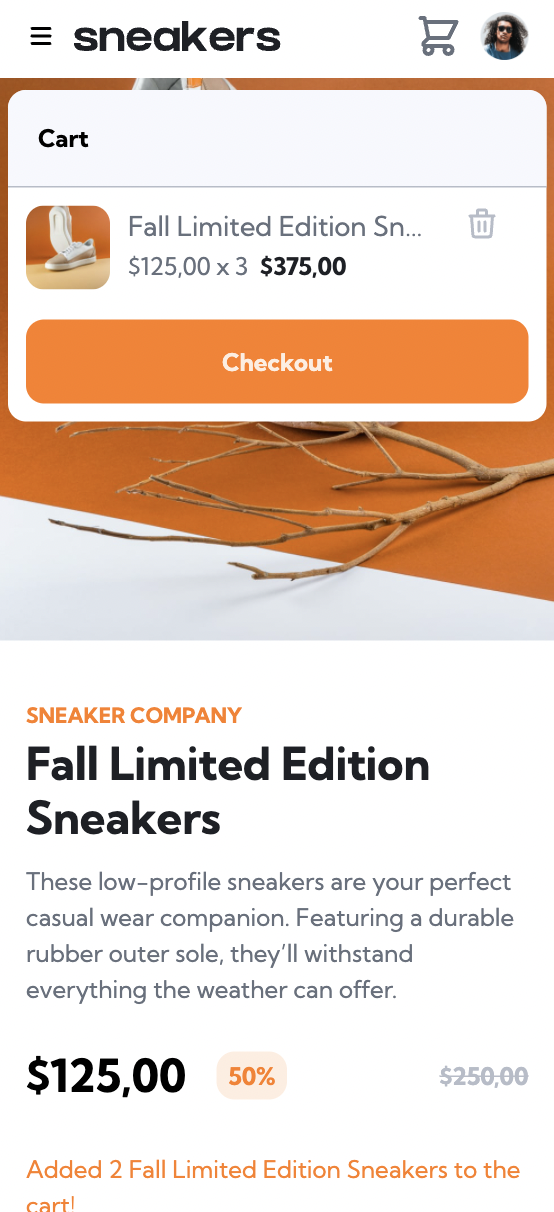 sneakers
Cart
Fall Limited Edition Sn...
$125,00 x 3 $375,00
Checkout
SNEAKER COMPANY
Fall Limited Edition
Sneakers
These low-profile sneakers are your perfect
casual wear companion. Featuring a durable
rubber outer sole, they’ll withstand
everything the weather can offer.
$125,00 50% $250,00
Added 2 Fall Limited Edition Sneakers to the
cart!